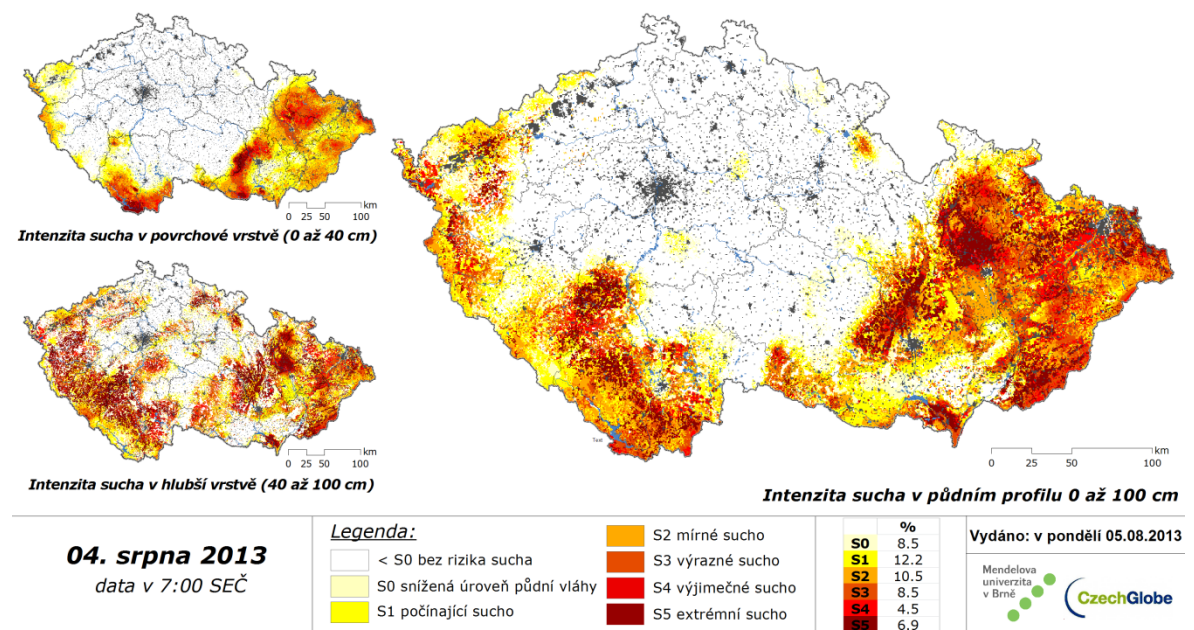 km
0 25 50 100
Intenzita sucha v povrchové vrstvě (0 až 40 cm)
km
0 25 50 100
Intenzita sucha v hlubší vrstvě (40 až 100 cm)
Text
km
0 25 50 100
Intenzita sucha v půdním profilu 0 až 100 cm
04. srpna 2013
data v 7:00 SEČ
Legenda:
< S0 bez rizika sucha
S0 snížená úroveň půdní vláhy
S1 počínající sucho
S2 mírné sucho
S3 výrazné sucho
S4 výjimečné sucho
S5 extrémní sucho
%
S0 8.5
S1 12.2
S2 10.5
S3 8.5
S4 4.5
S5 6.9
Vydáno: v pondělí 05.08.2013
Mendelova
univerzita
v Brně
CzechGlobe